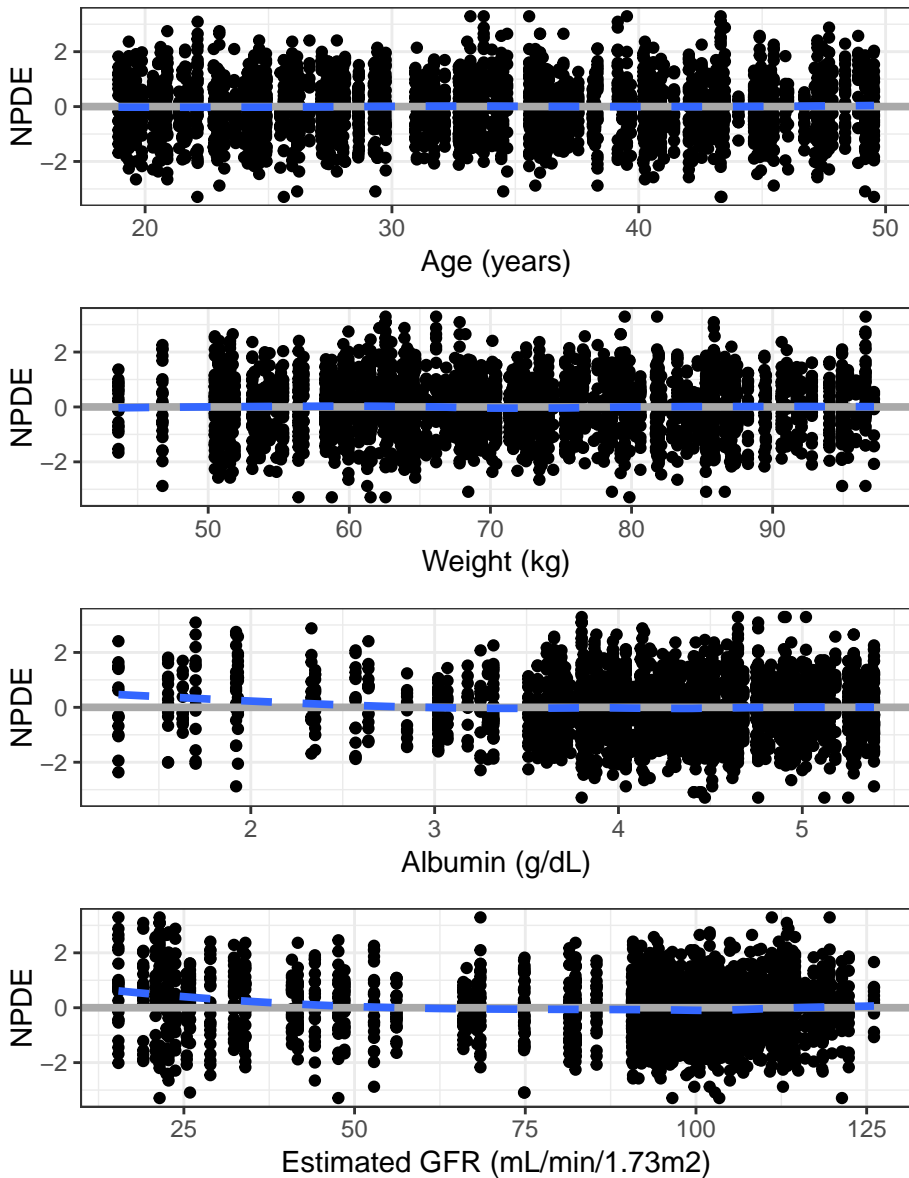 NPDE
2
0
−2
20 30 40 50
Age (years)
NPDE
2
0
−2
50 60 70 80 90
Weight (kg)
NPDE
2
0
−2
2 3 4 5
Albumin (g/dL)
NPDE
2
0
−2
25 50 75 100 125
Estimated GFR (mL/min/1.73m2)